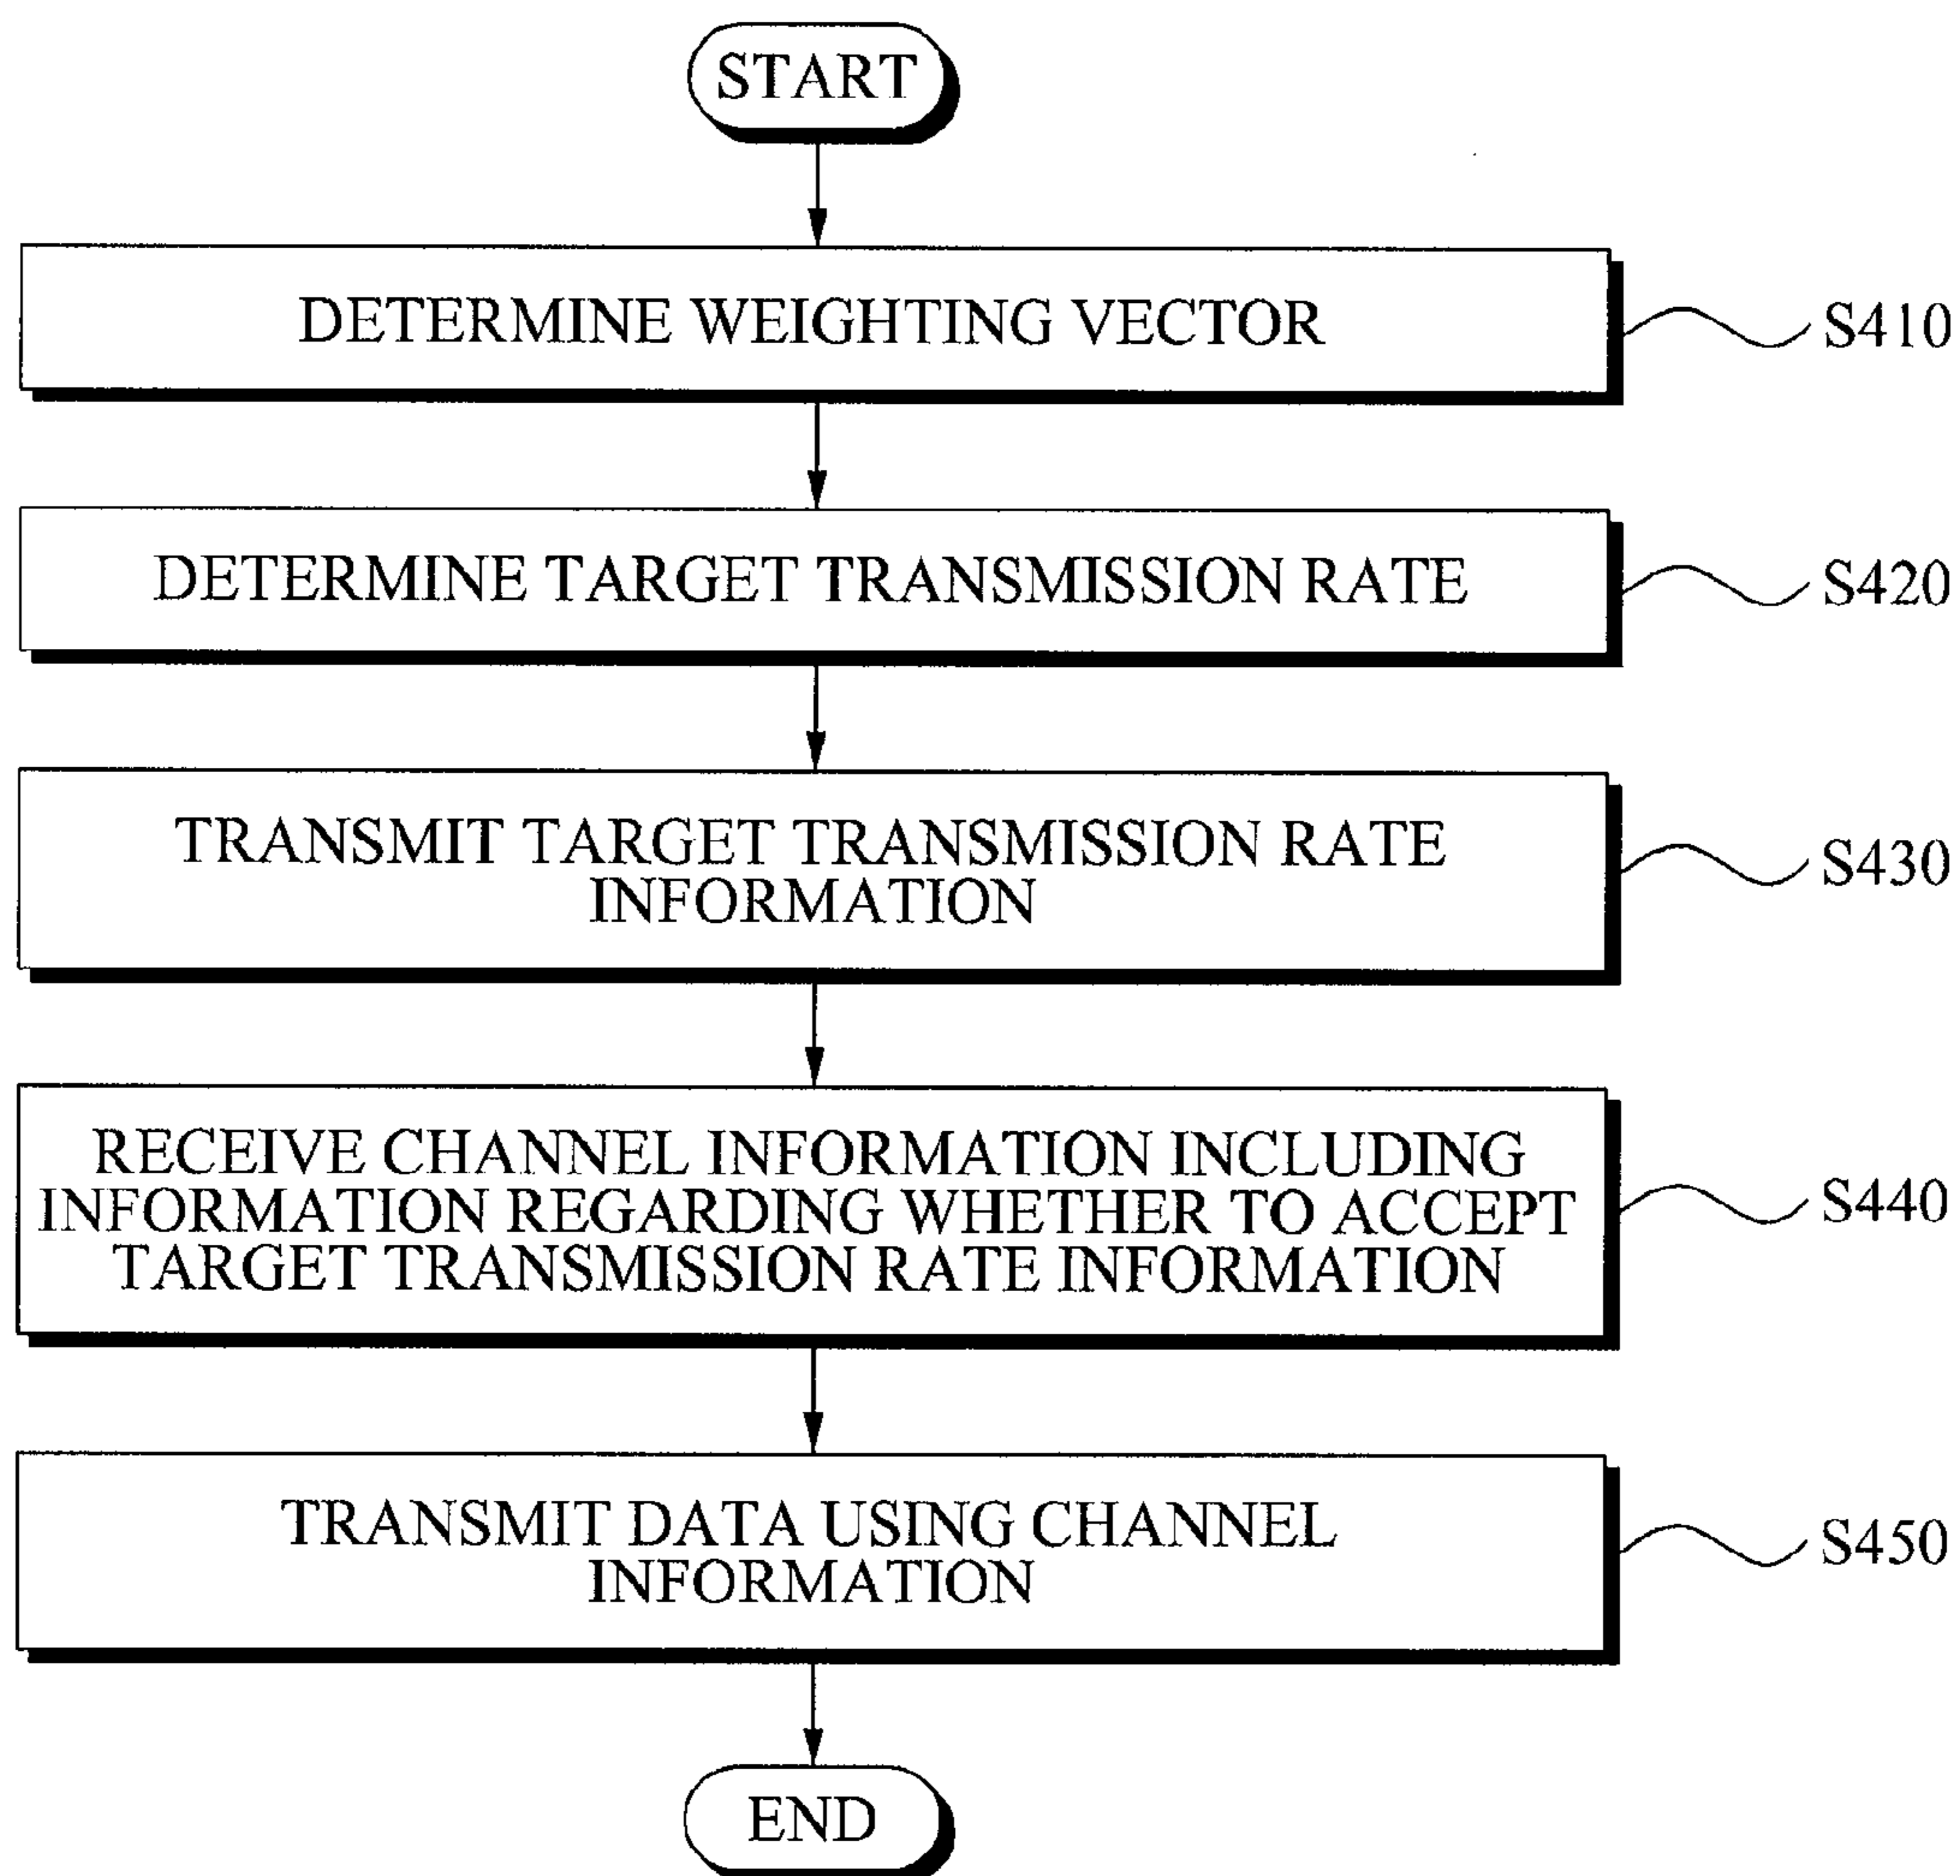 START
DETERMINE WEIGHTING VECTOR
S410
DETERMINE TARGET TRANSMISSION RATE
S420
TRANSMIT TARGET TRANSMISSION RATE
INFORMATION
S430
RECEIVE CHANNEL INFORMATION INCLUDING
INFORMATION REGARDING WHETHER TO ACCEPT
TARGET TRANSMISSION RATE INFORMATION
S440
TRANSMIT DATA USING CHANNEL
INFORMATION
S450
END